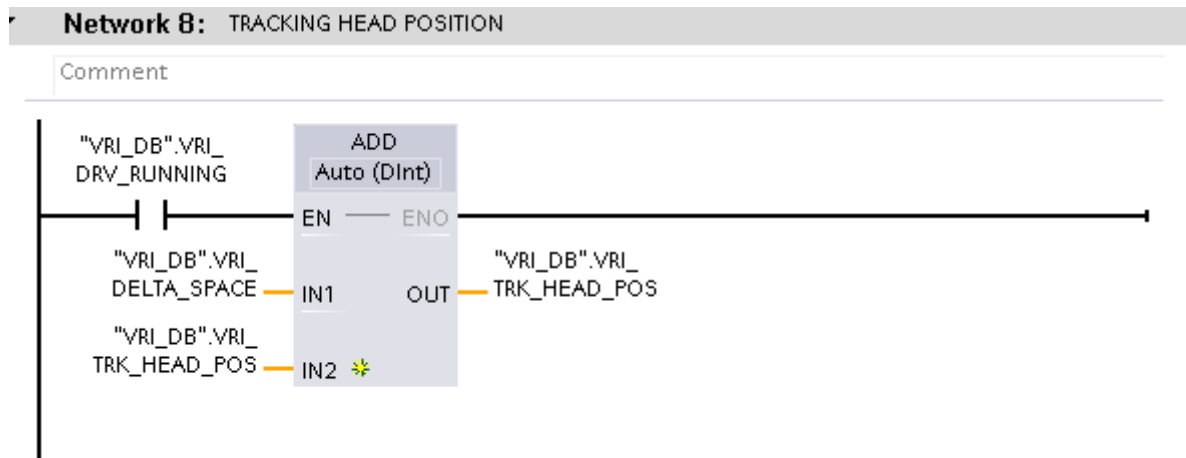 Network 8: TRACKING HEAD POSITION
Comment
"VRI_DB".VRI_
DRV_RUNNING
ADD
Auto (DInt)
EN ENO
"VRI_DB".VRI_
DELTA_SPACE
IN1
OUT
"VRI_DB".VRI_
TRK_HEAD_POS
"VRI_DB".VRI_
TRK_HEAD_POS
IN2